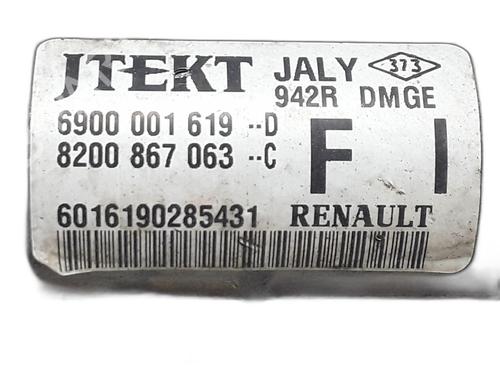 JTEKT JALY 373
942R DMGE
6900 001 619 --D
8200 867 063 --C
F I
6016190285431 RENAULT